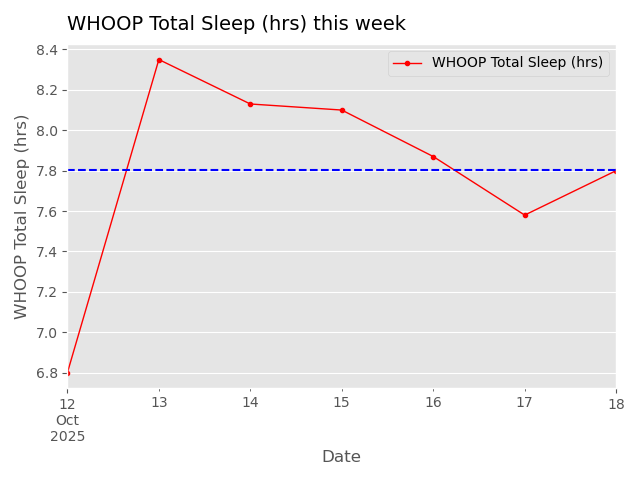 WHOOP Total Sleep (hrs) this week
WHOOP Total Sleep (hrs)
WHOOP Total Sleep (hrs)
8.4
8.2
8.0
7.8
7.6
7.4
7.2
7.0
6.8
12 13 14 15 16 17 18
Oct
2025
Date